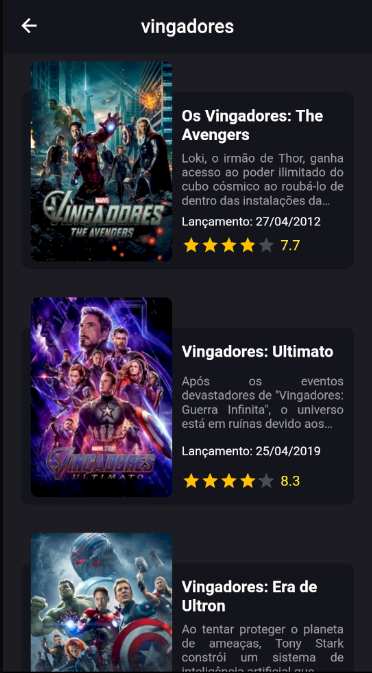 vingadores
MARVEL
VINGADORES
THE AVENGERS
Os Vingadores: The
Avengers
Loki, o irmão de Thor, ganha
acesso ao poder ilimitado do
cubo cósmico ao roubá-lo de
dentro das instalações da...
Lançamento: 27/04/2012
7.7
VINGADORES
ULTIMATO
Vingadores: Ultimato
Após os eventos
devastadores de "Vingadores:
Guerra Infinita", o universo
está em ruínas devido aos...
Lançamento: 25/04/2019
8.3
Vingadores: Era de
Ultron
Ao tentar proteger o planeta
de ameaças, Tony Stark
constrói um sistema de
inteligência artificial que